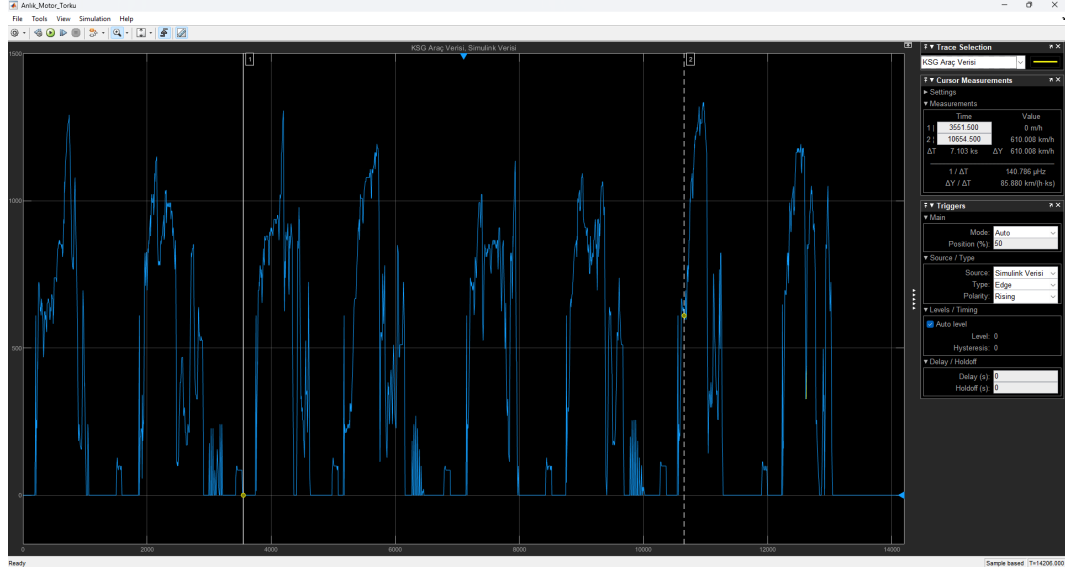 Anlık_Motor_Torku
File Tools View Simulation Help
KSG Araç Verisi, Simulink Verisi
1
2
1500
1000
500
0
0 2000 4000 6000 8000 10000 12000 14000
Trace Selection
KSG Araç Verisi
Cursor Measurements
Settings
Measurements
Time Value
1 | 3551.500 0 m/h
2 | 10654.500 610.008 km/h
ΔT 7.103 ks ΔY 610.008 km/h
1 / ΔT 140.786 µHz
ΔY / ΔT 85.880 km/(h·ks)
Triggers
Main
Mode: Auto
Position (%): 50
Source / Type
Source: Simulink Verisi
Type: Edge
Polarity: Rising
Levels / Timing
Auto level
Level: 0
Hysteresis: 0
Delay / Holdoff
Delay (s): 0
Holdoff (s): 0
Ready Sample based T=14206.000